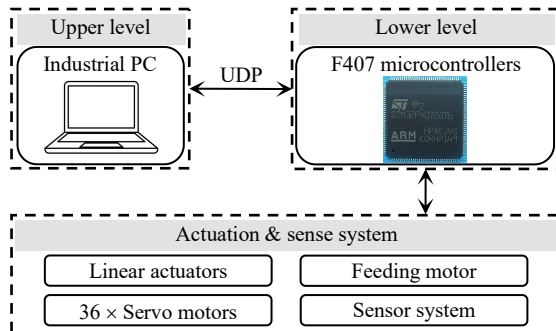 Upper level
Industrial PC
UDP
Lower level
F407 microcontrollers
ARM
Actuation & sense system
Linear actuators
Feeding motor
36 × Servo motors
Sensor system